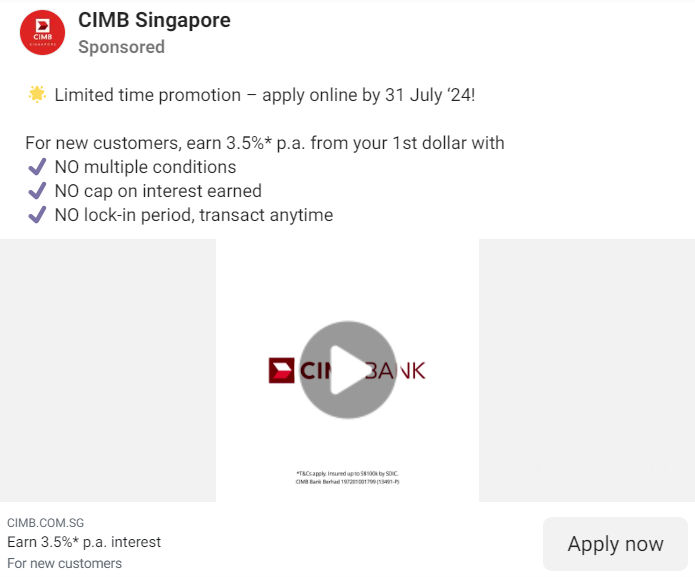 CIMB
SINGAPORE
CIMB Singapore
Sponsored
🌟 Limited time promotion – apply online by 31 July ‘24!
For new customers, earn 3.5%* p.a. from your 1st dollar with
✔ NO multiple conditions
✔ NO cap on interest earned
✔ NO lock-in period, transact anytime
CIMB BANK
*T&Cs apply. Insured up to S$100k by SDIC.
CIMB Bank Berhad 197201001799 (13491-P)
CIMB.COM.SG
Earn 3.5%* p.a. interest
For new customers
Apply now